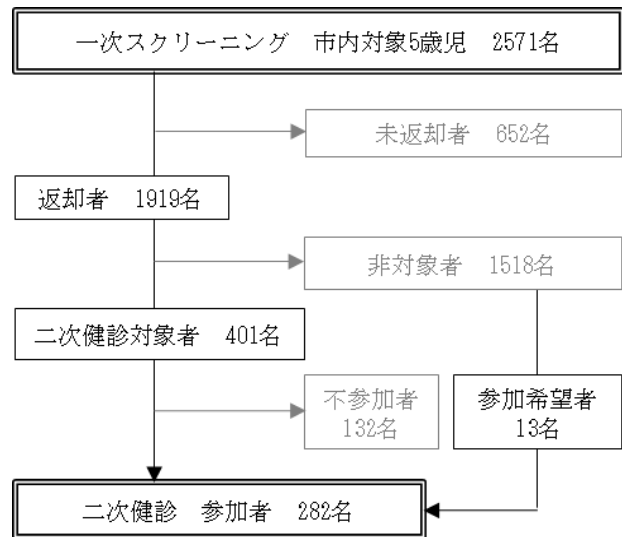 一次スクリーニング　市内対象5歳児　2571名
未返却者　652名
返却者　1919名
非対象者　1518名
二次健診対象者　401名
不参加者
132名
参加希望者
13名
二次健診　参加者　282名